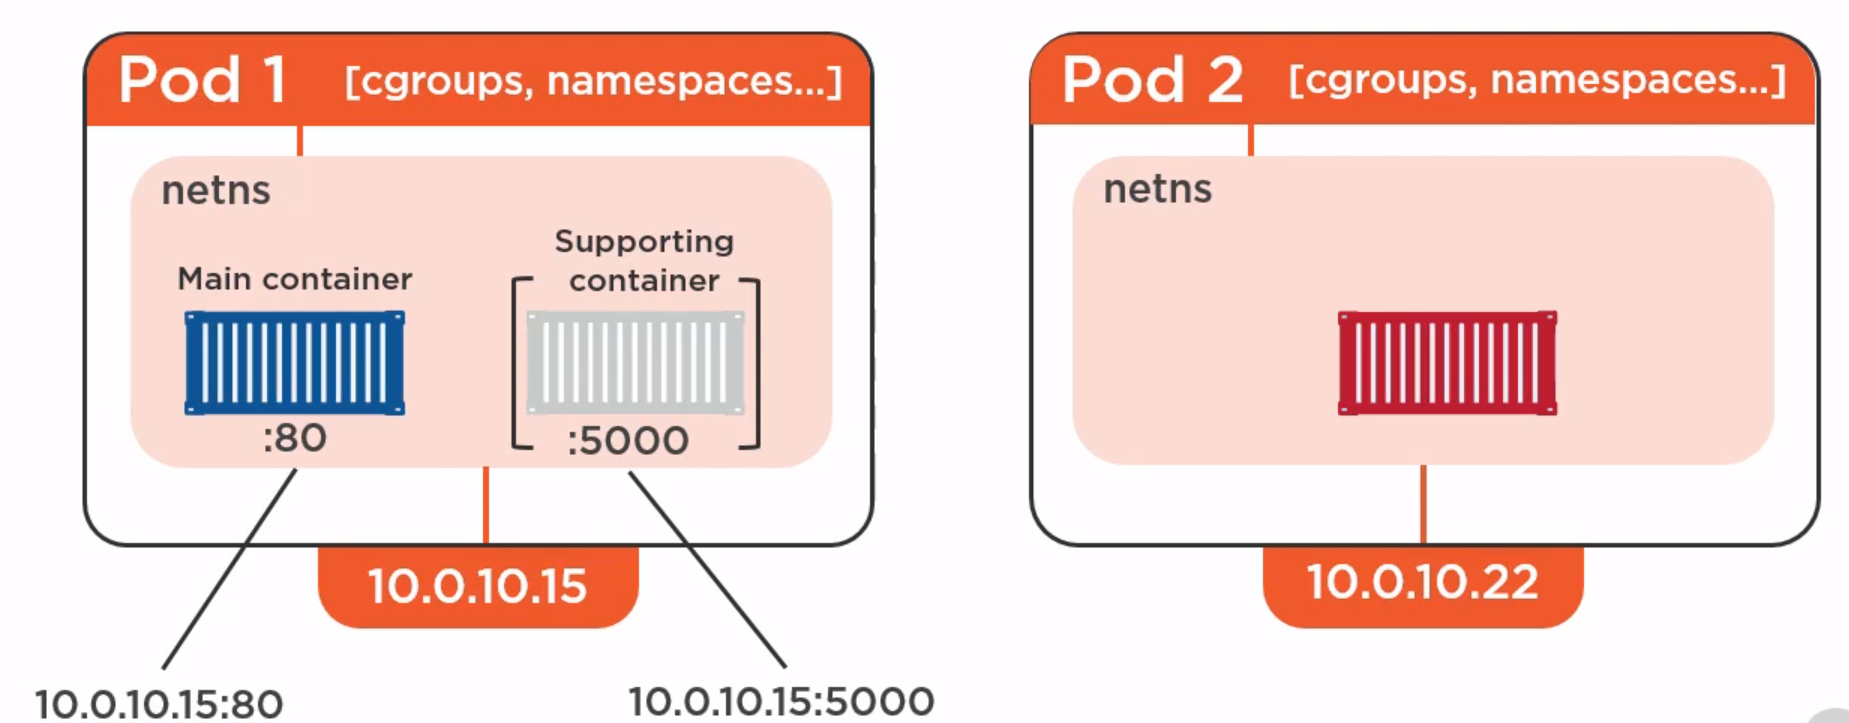 Pod 1 [cgroups, namespaces...]
netns
Main container
:80
Supporting
container
:5000
10.0.10.15
10.0.10.15:80
10.0.10.15:5000
Pod 2 [cgroups, namespaces...]
netns
10.0.10.22